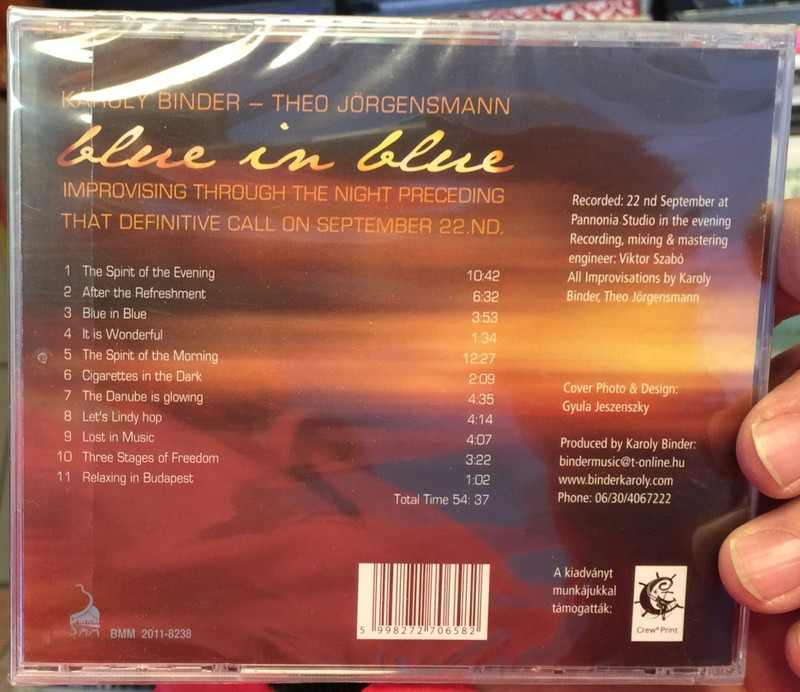 KÁROLY BINDER – THEO JÖRGENSMANN
blue in blue
IMPROVISING THROUGH THE NIGHT PRECEDING
THAT DEFINITIVE CALL ON SEPTEMBER 22.ND.
1 The Spirit of the Evening 10:42
2 After the Refreshment 6:32
3 Blue in Blue 3:53
4 It is Wonderful 1:34
5 The Spirit of the Morning 12:27
6 Cigarettes in the Dark 2:09
7 The Danube is glowing 4:35
8 Let's Lindy hop 4:14
9 Lost in Music 4:07
10 Three Stages of Freedom 3:22
11 Relaxing in Budapest 1:02
Total Time 54: 37
Recorded: 22 nd September at
Pannonia Studio in the evening
Recording, mixing & mastering
engineer: Viktor Szabó
All Improvisations by Karoly
Binder, Theo Jörgensmann
Cover Photo & Design:
Gyula Jeszenszky
Produced by Karoly Binder:
bindermusic@t-online.hu
www.binderkaroly.com
Phone: 06/30/4067222
A kiadványt
munkájukkal
támogatták:
Crew*Print
BMM 2011-8238
5 998272 706582